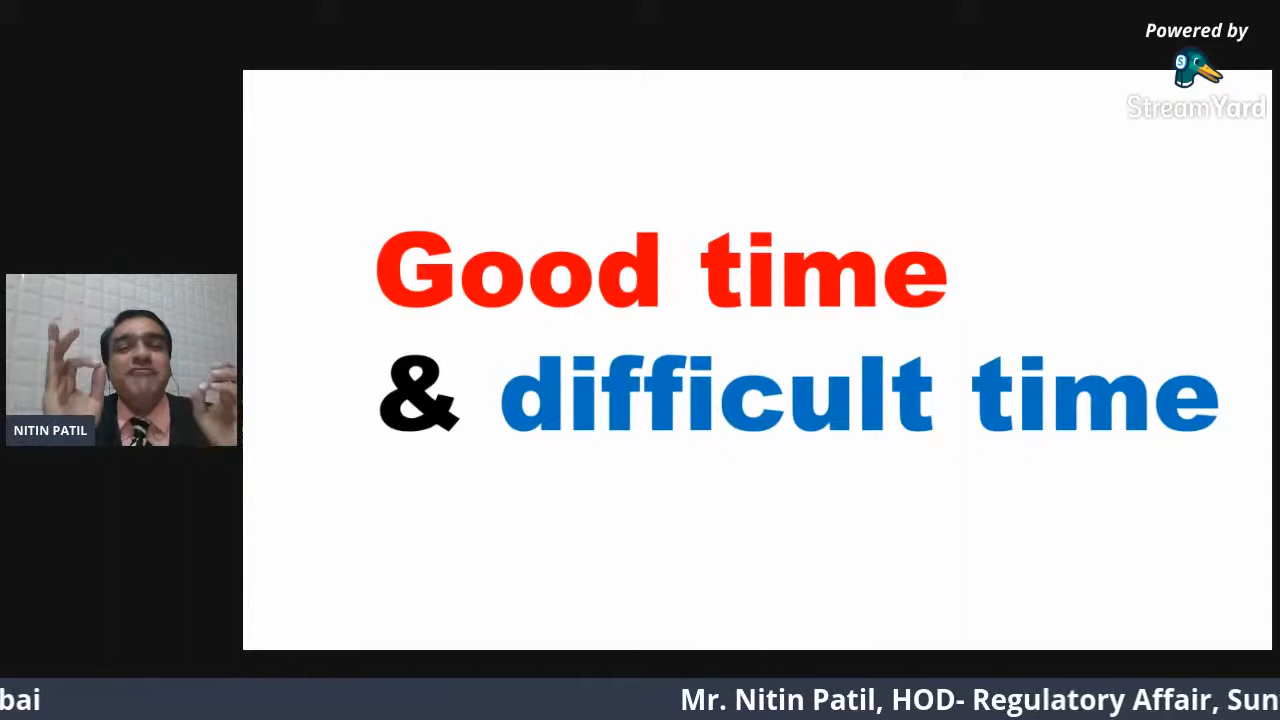 Powered by
StreamYard
Good time
& difficult time
NITIN PATIL
bai
Mr. Nitin Patil, HOD- Regulatory Affair, Sun